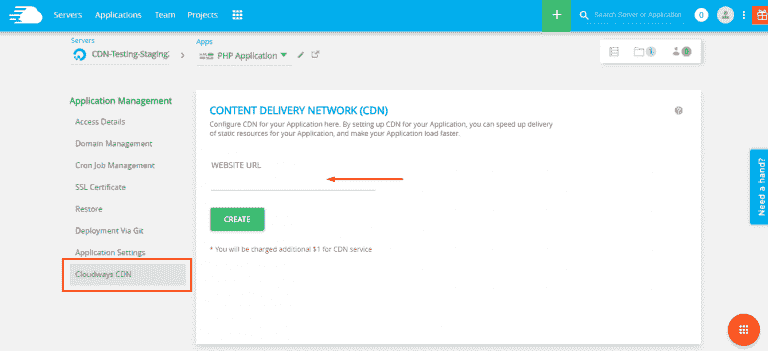 Servers Applications Team Projects
+
Search Server or Application
0
Servers
CDN-Testing-Staging
Apps
PHP Application
Application Management
Access Details
Domain Management
Cron Job Management
SSL Certificate
Restore
Deployment Via Git
Application Settings
Cloudways CDN
CONTENT DELIVERY NETWORK (CDN)
Configure CDN for your Application here. By setting up CDN for your Application, you can speed up delivery
of static resources for your Application, and make your Application load faster.
WEBSITE URL
CREATE
* You will be charged additional $1 for CDN service
Need a hand?